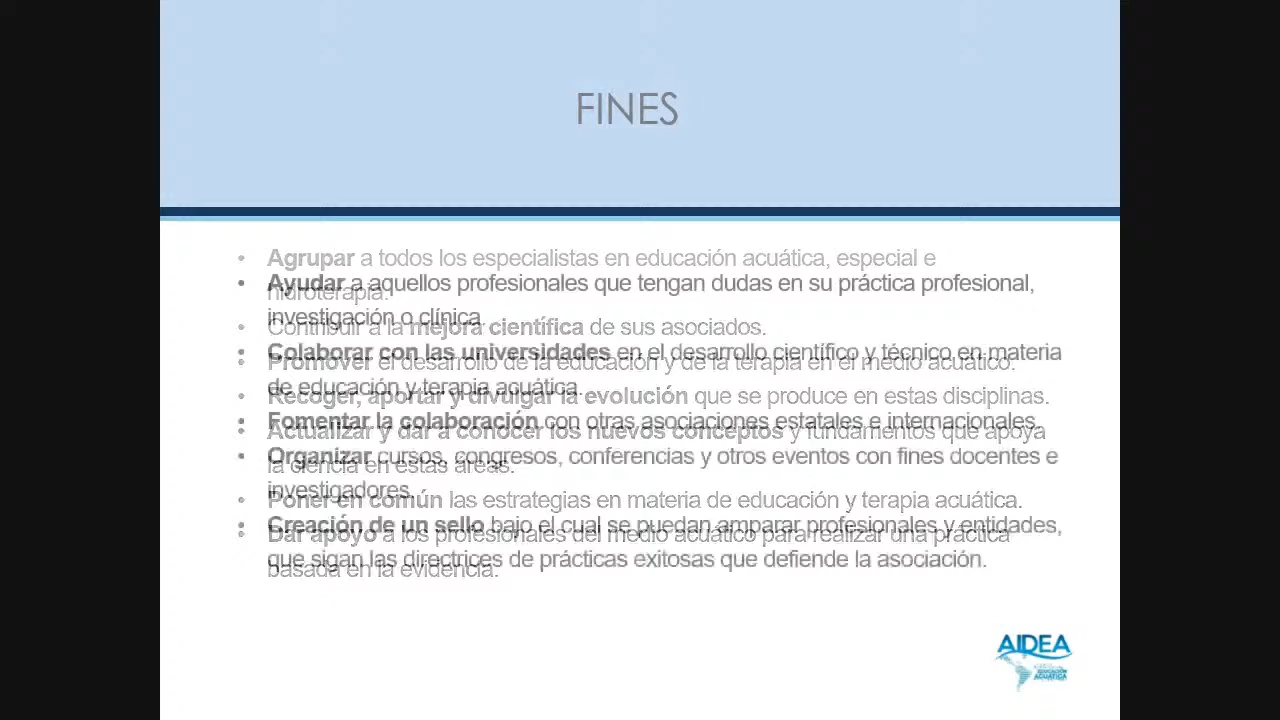 FINES
• Agrupar a todos los especialistas en educación acuática, especial e
hidroterapia.
• Contribuir a la mejora científica de sus asociados.
• Promover el desarrollo de la educación y de la terapia en el medio acuático.
• Recoger, aportar y divulgar la evolución que se produce en estas disciplinas.
• Actualizar y dar a conocer los nuevos conceptos y fundamentos que apoya
la ciencia en estas áreas.
• Poner en común las estrategias en materia de educación y terapia acuática.
• Dar apoyo a los profesionales del medio acuático para realizar una práctica
basada en la evidencia.
• Ayudar a aquellos profesionales que tengan dudas en su práctica profesional,
investigación o clínica.
• Colaborar con las universidades en el desarrollo científico y técnico en materia
de educación y terapia acuática.
• Fomentar la colaboración con otras asociaciones estatales e internacionales.
• Organizar cursos, congresos, conferencias y otros eventos con fines docentes e
investigadores.
• Creación de un sello bajo el cual se puedan amparar profesionales y entidades,
que sigan las directrices de prácticas exitosas que defiende la asociación.
AIDEA
EDUCACIÓN
ACUÁTICA